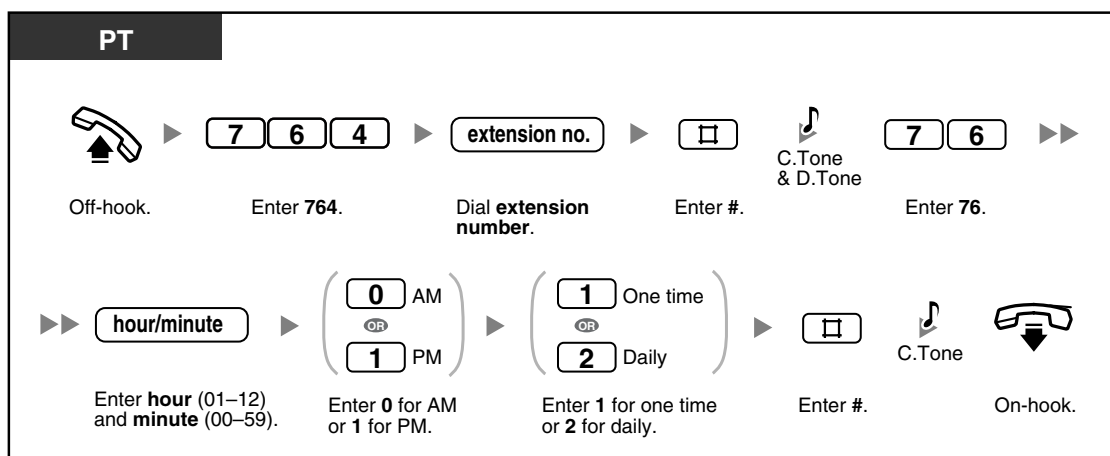 PT
7 6 4
extension no.
#
C.Tone
& D.Tone
7 6
Off-hook.
Enter 764.
Dial extension
number.
Enter #.
Enter 76.
hour/minute
0 AM
OR
1 PM
1 One time
OR
2 Daily
#
C.Tone
Enter hour (01–12)
and minute (00–59).
Enter 0 for AM
or 1 for PM.
Enter 1 for one time
or 2 for daily.
Enter #.
On-hook.